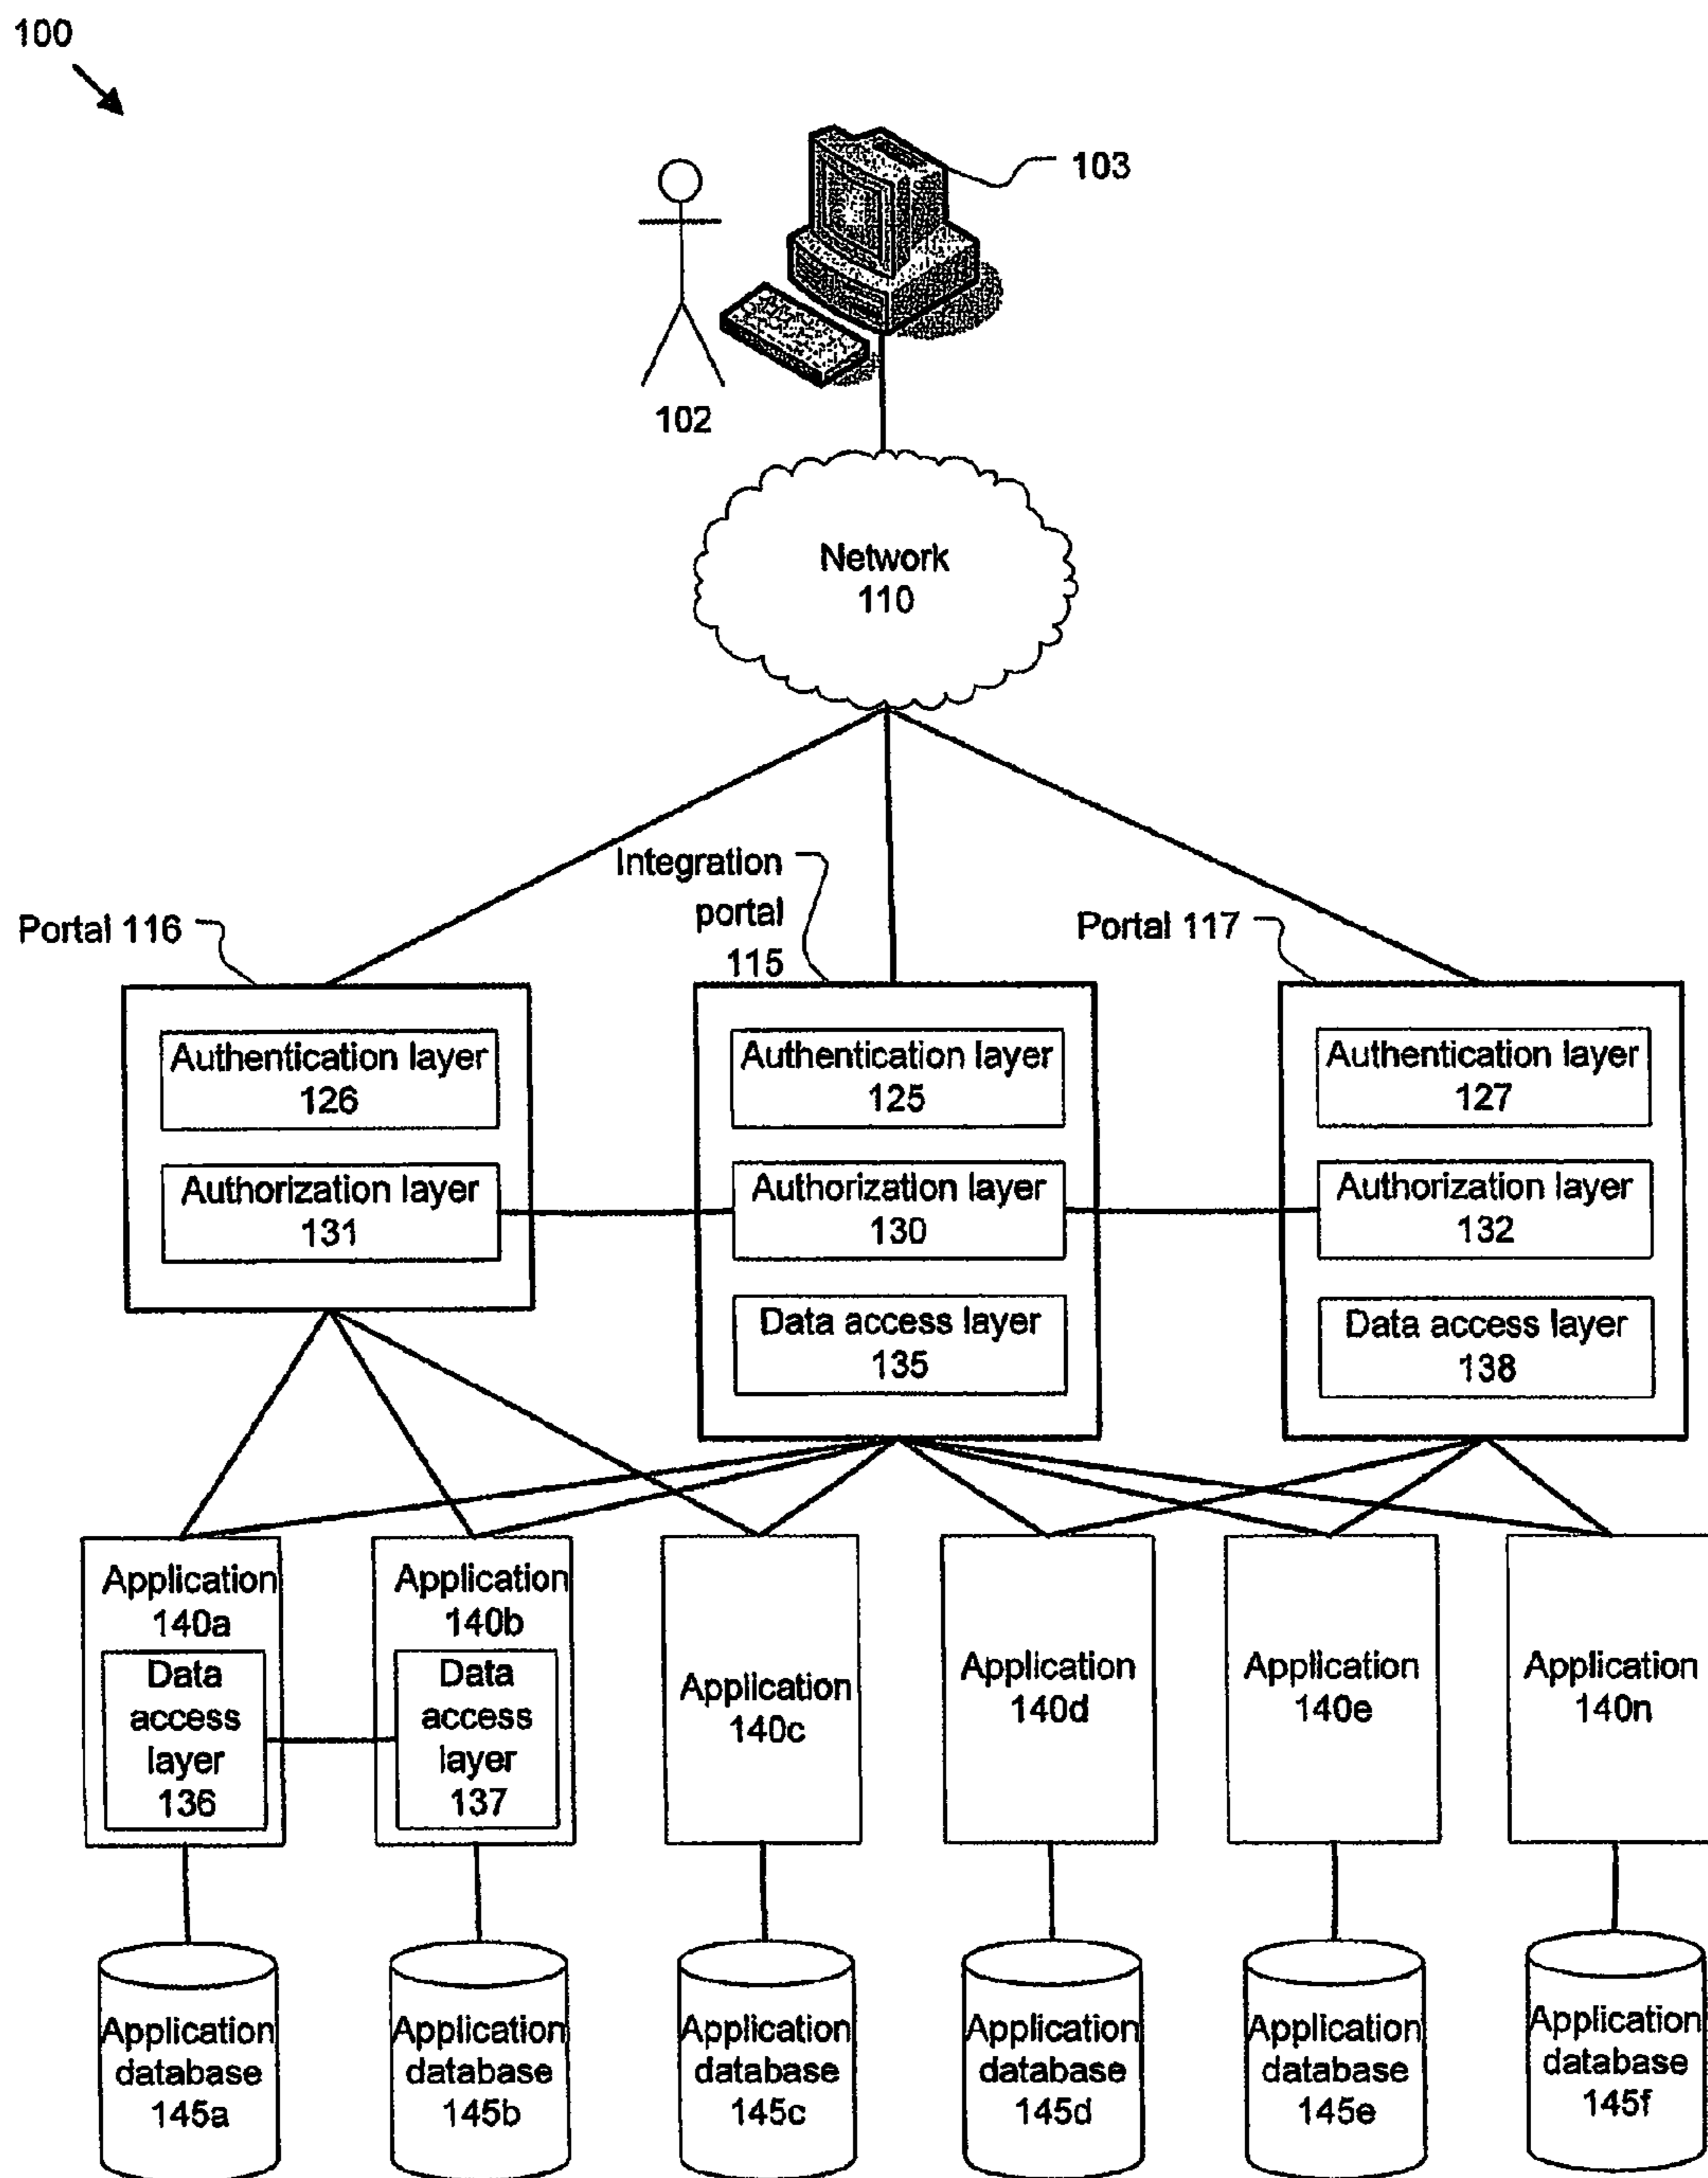 100
103
102
Network
110
Integration
portal
115
Portal 116
Portal 117
Authentication layer
126
Authentication layer
125
Authentication layer
127
Authorization layer
131
Authorization layer
130
Authorization layer
132
Data access layer
135
Data access layer
138
Application
140a
Data
access
layer
136
Application
140b
Data
access
layer
137
Application
140c
Application
140d
Application
140e
Application
140n
Application
database
145a
Application
database
145b
Application
database
145c
Application
database
145d
Application
database
145e
Application
database
145f